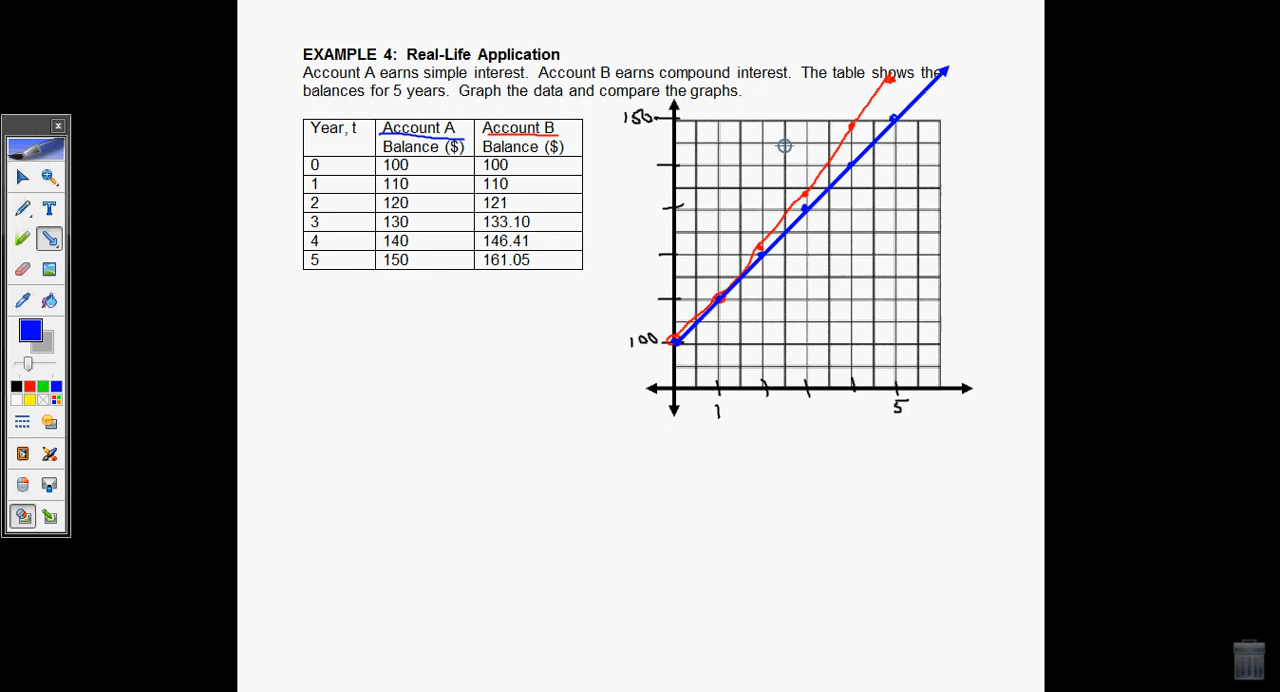 EXAMPLE 4: Real-Life Application
Account A earns simple interest. Account B earns compound interest. The table shows the
balances for 5 years. Graph the data and compare the graphs.
Year, t Account A Balance ($) Account B Balance ($)
0 100 100
1 110 110
2 120 121
3 130 133.10
4 140 146.41
5 150 161.05
150
100
1 5
x
T